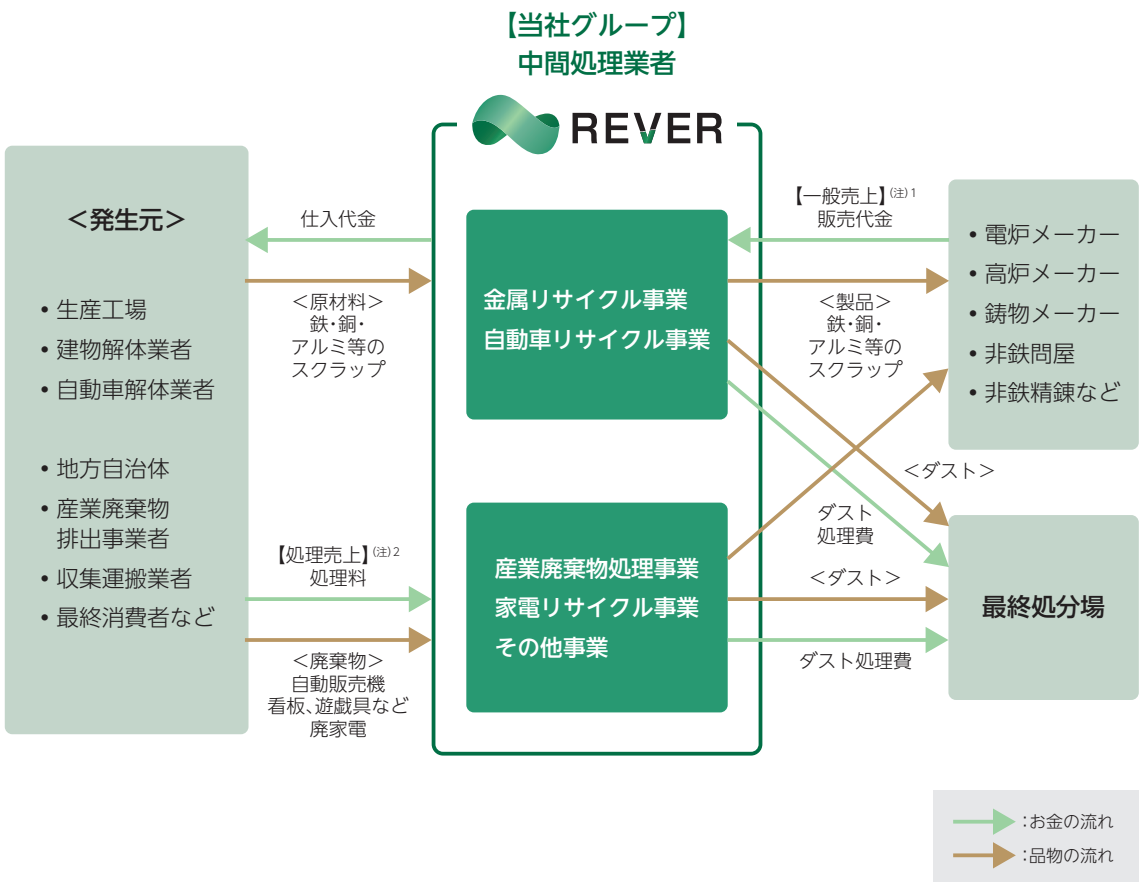 【当社グループ】
中間処理業者
REVER
＜発生元＞
• 生産工場
• 建物解体業者
• 自動車解体業者
• 地方自治体
• 産業廃棄物
排出事業者
• 収集運搬業者
• 最終消費者など
仕入代金
＜原材料＞
鉄・銅・
アルミ等の
スクラップ
【処理売上】(注)2
処理料
＜廃棄物＞
自動販売機
看板、遊戯具など
廃家電
金属リサイクル事業
自動車リサイクル事業
産業廃棄物処理事業
家電リサイクル事業
その他事業
【一般売上】(注)1
販売代金
＜製品＞
鉄・銅・
アルミ等の
スクラップ
＜ダスト＞
ダスト
処理費
＜ダスト＞
ダスト処理費
• 電炉メーカー
• 高炉メーカー
• 鋳物メーカー
• 非鉄問屋
• 非鉄精錬など
最終処分場
：お金の流れ
：品物の流れ